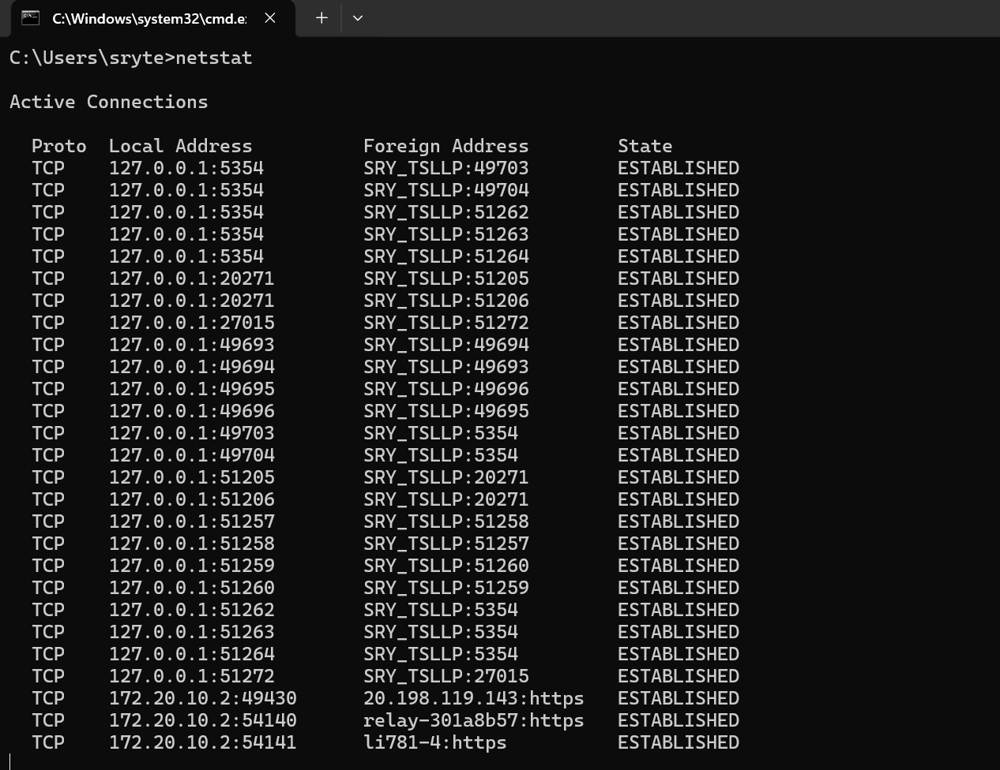 C:\Windows\system32\cmd.e
C:\Users\sryte>netstat
Active Connections
Proto  Local Address          Foreign Address        State
TCP    127.0.0.1:5354         SRY_TSLLP:49703        ESTABLISHED
TCP    127.0.0.1:5354         SRY_TSLLP:49704        ESTABLISHED
TCP    127.0.0.1:5354         SRY_TSLLP:51262        ESTABLISHED
TCP    127.0.0.1:5354         SRY_TSLLP:51263        ESTABLISHED
TCP    127.0.0.1:5354         SRY_TSLLP:51264        ESTABLISHED
TCP    127.0.0.1:20271        SRY_TSLLP:51205        ESTABLISHED
TCP    127.0.0.1:20271        SRY_TSLLP:51206        ESTABLISHED
TCP    127.0.0.1:27015        SRY_TSLLP:51272        ESTABLISHED
TCP    127.0.0.1:49693        SRY_TSLLP:49694        ESTABLISHED
TCP    127.0.0.1:49694        SRY_TSLLP:49693        ESTABLISHED
TCP    127.0.0.1:49695        SRY_TSLLP:49696        ESTABLISHED
TCP    127.0.0.1:49696        SRY_TSLLP:49695        ESTABLISHED
TCP    127.0.0.1:49703        SRY_TSLLP:5354         ESTABLISHED
TCP    127.0.0.1:49704        SRY_TSLLP:5354         ESTABLISHED
TCP    127.0.0.1:51205        SRY_TSLLP:20271        ESTABLISHED
TCP    127.0.0.1:51206        SRY_TSLLP:20271        ESTABLISHED
TCP    127.0.0.1:51257        SRY_TSLLP:51258        ESTABLISHED
TCP    127.0.0.1:51258        SRY_TSLLP:51257        ESTABLISHED
TCP    127.0.0.1:51259        SRY_TSLLP:51260        ESTABLISHED
TCP    127.0.0.1:51260        SRY_TSLLP:51259        ESTABLISHED
TCP    127.0.0.1:51262        SRY_TSLLP:5354         ESTABLISHED
TCP    127.0.0.1:51263        SRY_TSLLP:5354         ESTABLISHED
TCP    127.0.0.1:51264        SRY_TSLLP:5354         ESTABLISHED
TCP    127.0.0.1:51272        SRY_TSLLP:27015        ESTABLISHED
TCP    172.20.10.2:49430      20.198.119.143:https   ESTABLISHED
TCP    172.20.10.2:54140      relay-301a8b57:https   ESTABLISHED
TCP    172.20.10.2:54141      li781-4:https          ESTABLISHED